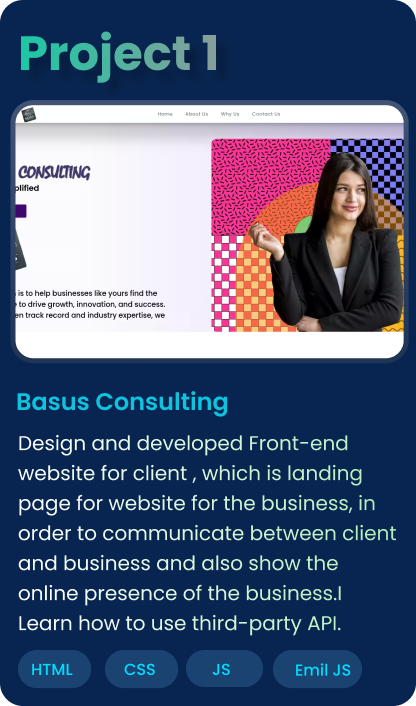 Project 1
Home About Us Why Us Contact Us
CONSULTING
plified
is to help businesses like yours find the
to drive growth, innovation, and success.
en track record and industry expertise, we
Basus Consulting
Design and developed Front-end
website for client , which is landing
page for website for the business, in
order to communicate between client
and business and also show the
online presence of the business.I
Learn how to use third-party API.
HTML CSS JS Emil JS